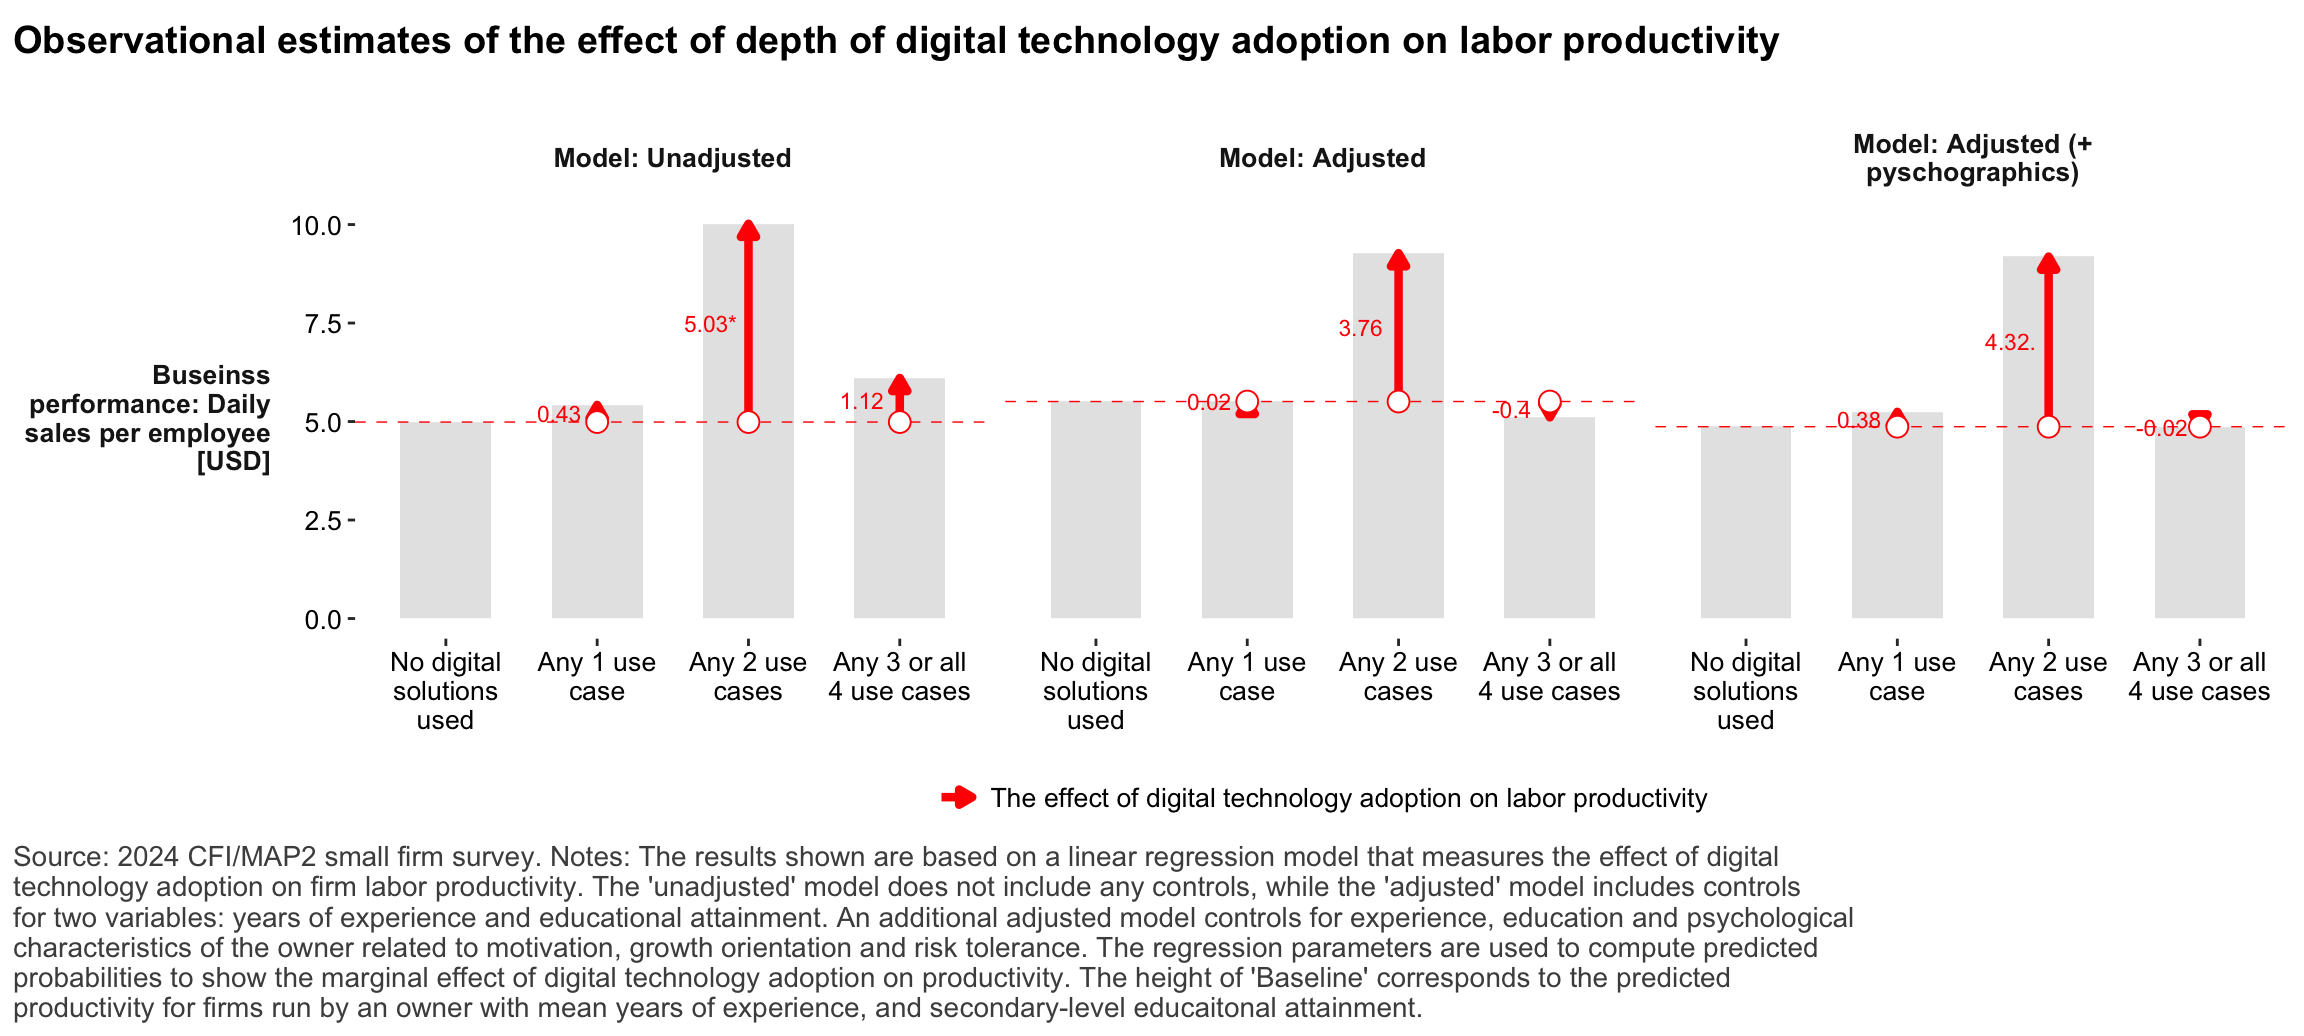 Observational estimates of the effect of depth of digital technology adoption on labor productivity
Model: Unadjusted
Model: Adjusted
Model: Adjusted (+
pyschographics)
Buseinss
performance: Daily
sales per employee
[USD]
10.0
7.5
5.0
2.5
0.0
0.43
5.03*
1.12
0.02
3.76
-0.4
0.38
4.32.
-0.02
No digital
solutions
used
Any 1 use
case
Any 2 use
cases
Any 3 or all
4 use cases
No digital
solutions
used
Any 1 use
case
Any 2 use
cases
Any 3 or all
4 use cases
No digital
solutions
used
Any 1 use
case
Any 2 use
cases
Any 3 or all
4 use cases
The effect of digital technology adoption on labor productivity
Source: 2024 CFI/MAP2 small firm survey. Notes: The results shown are based on a linear regression model that measures the effect of digital
technology adoption on firm labor productivity. The 'unadjusted' model does not include any controls, while the 'adjusted' model includes controls
for two variables: years of experience and educational attainment. An additional adjusted model controls for experience, education and psychological
characteristics of the owner related to motivation, growth orientation and risk tolerance. The regression parameters are used to compute predicted
probabilities to show the marginal effect of digital technology adoption on productivity. The height of 'Baseline' corresponds to the predicted
productivity for firms run by an owner with mean years of experience, and secondary-level educaitonal attainment.